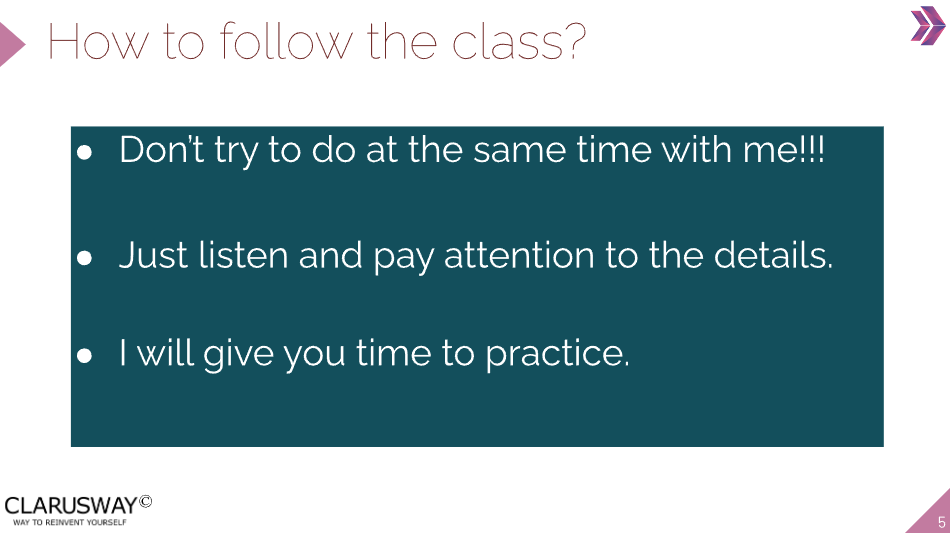 How to follow the class?
● Don't try to do at the same time with me!!!
● Just listen and pay attention to the details.
● I will give you time to practice.
CLARUSWAY©
WAY TO REINVENT YOURSELF
5